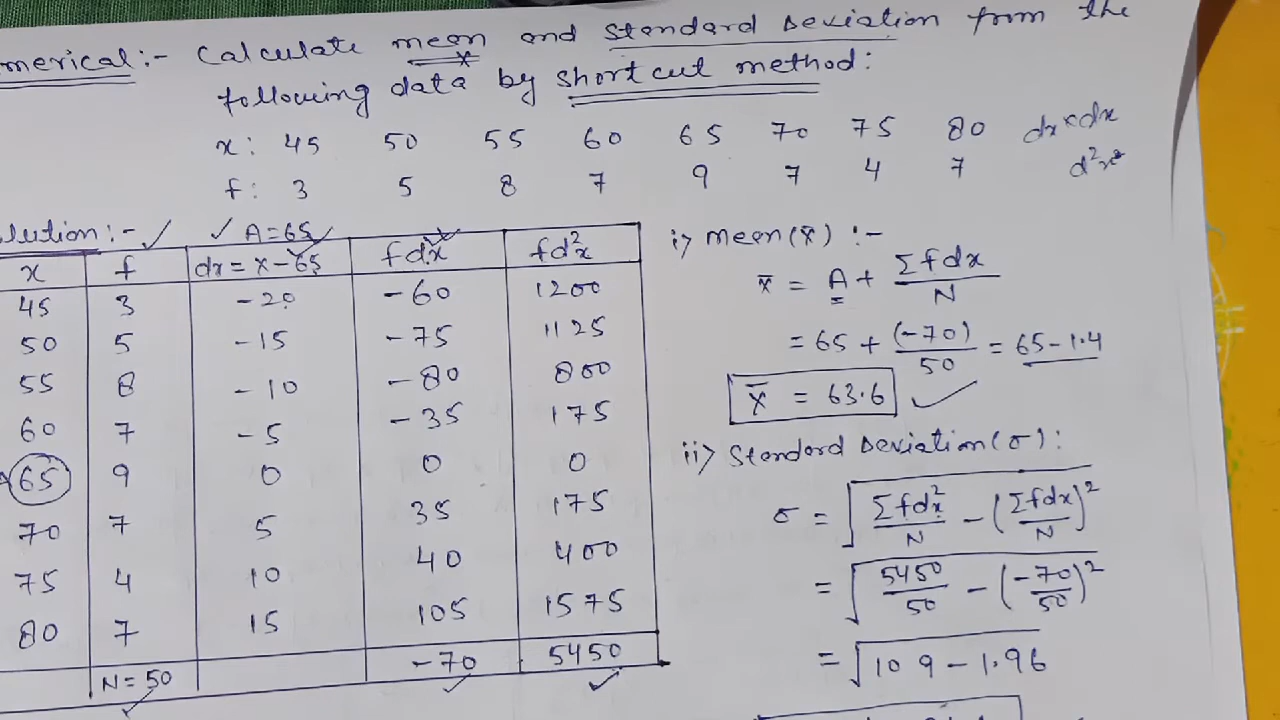 merical:- Calculate mean and standard Deviation from the
following data by shortcut method:
x: 45 50 55 60 65 70 75 80 dx×dx
f: 3 5 8 7 9 7 4 7 d²x
lution:- ✓ ✓ A=65
x f dx = x-65 fdx fd²x
45 3 -20 -60 1200
50 5 -15 -75 1125
55 8 -10 -80 800
60 7 -5 -35 175
65 9 0 0 0
70 7 5 35 175
75 4 10 40 400
80 7 15 105 1575
N=50 -70 5450
i) mean(x̄) :-
x̄ = A + Σfdx/N
= 65 + (-70)/50 = 65-1.4
x̄ = 63.6 ✓
ii) Standard Deviation(σ):
σ = √(Σfd²x/N - (Σfdx/N)²)
= √(5450/50 - (-70/50)²)
= √(109-1.96)